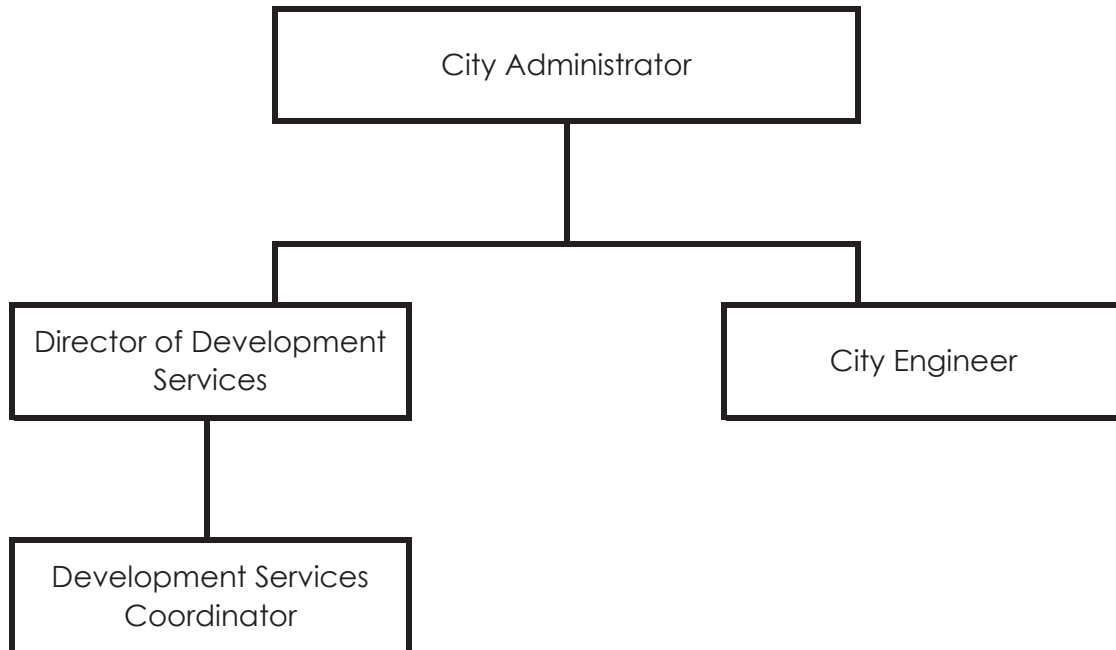 City Administrator
Director of Development
Services
City Engineer
Development Services
Coordinator